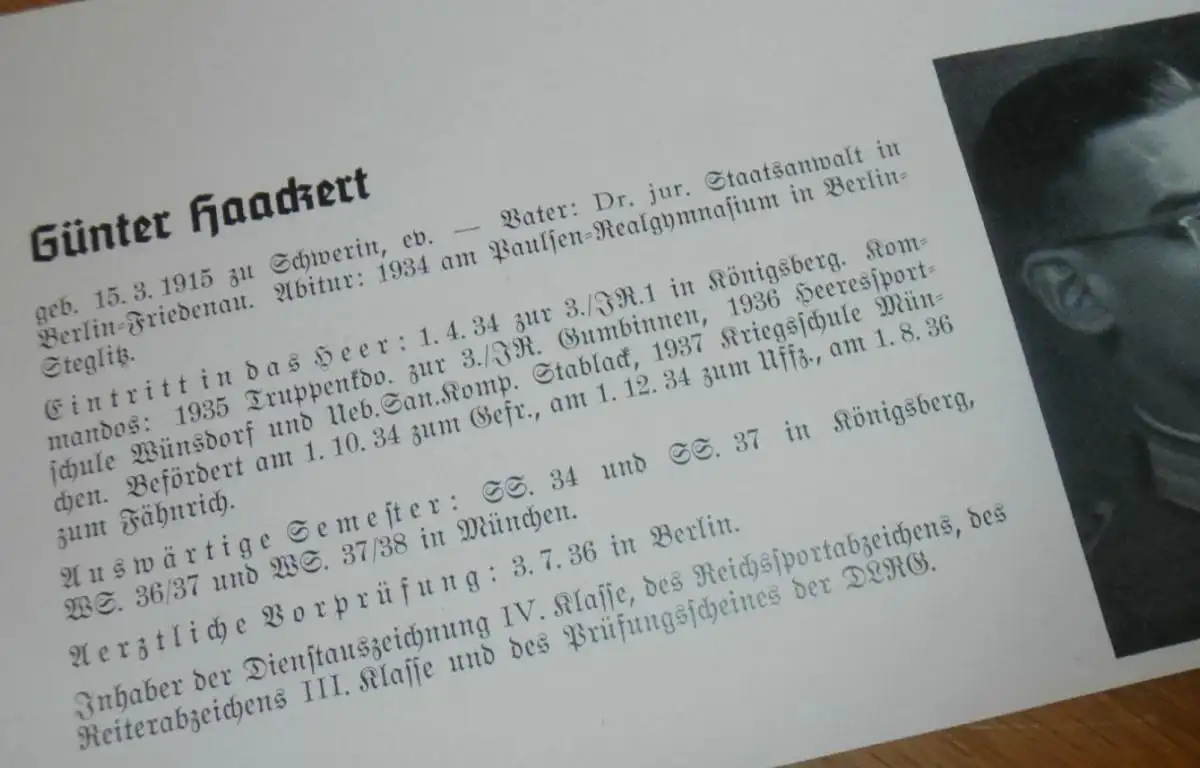 Günter Haackert
geb. 15. 3. 1915 zu Schwerin, ev. — Vater: Dr. jur. Staatsanwalt in
Berlin-Friedenau. Abitur: 1934 am Paulsen-Realgymnasium in Berlin-
Steglitz.
Eintritt in das Heer: 1. 4. 34 zur 3./JR.1 in Königsberg. Kom-
mandos: 1935 Truppenkdo. zur 3./JR. Gumbinnen, 1936 Heeressport-
schule Wünsdorf und Ueb.San.Komp. Stablack, 1937 Kriegsschule Mün-
chen. Befördert am 1. 10. 34 zum Gefr., am 1. 12. 34 zum Uffz., am 1. 8. 36
zum Fähnrich.
Auswärtige Semester: SS. 34 und SS. 37 in Königsberg,
WS. 36/37 und WS. 37/38 in München.
Aerztliche Vorprüfung: 3. 7. 36 in Berlin.
Inhaber der Dienstauszeichnung IV. Klasse, des Reichssportabzeichens, des
Reiterabzeichens III. Klasse und des Prüfungsscheines der DLRG.